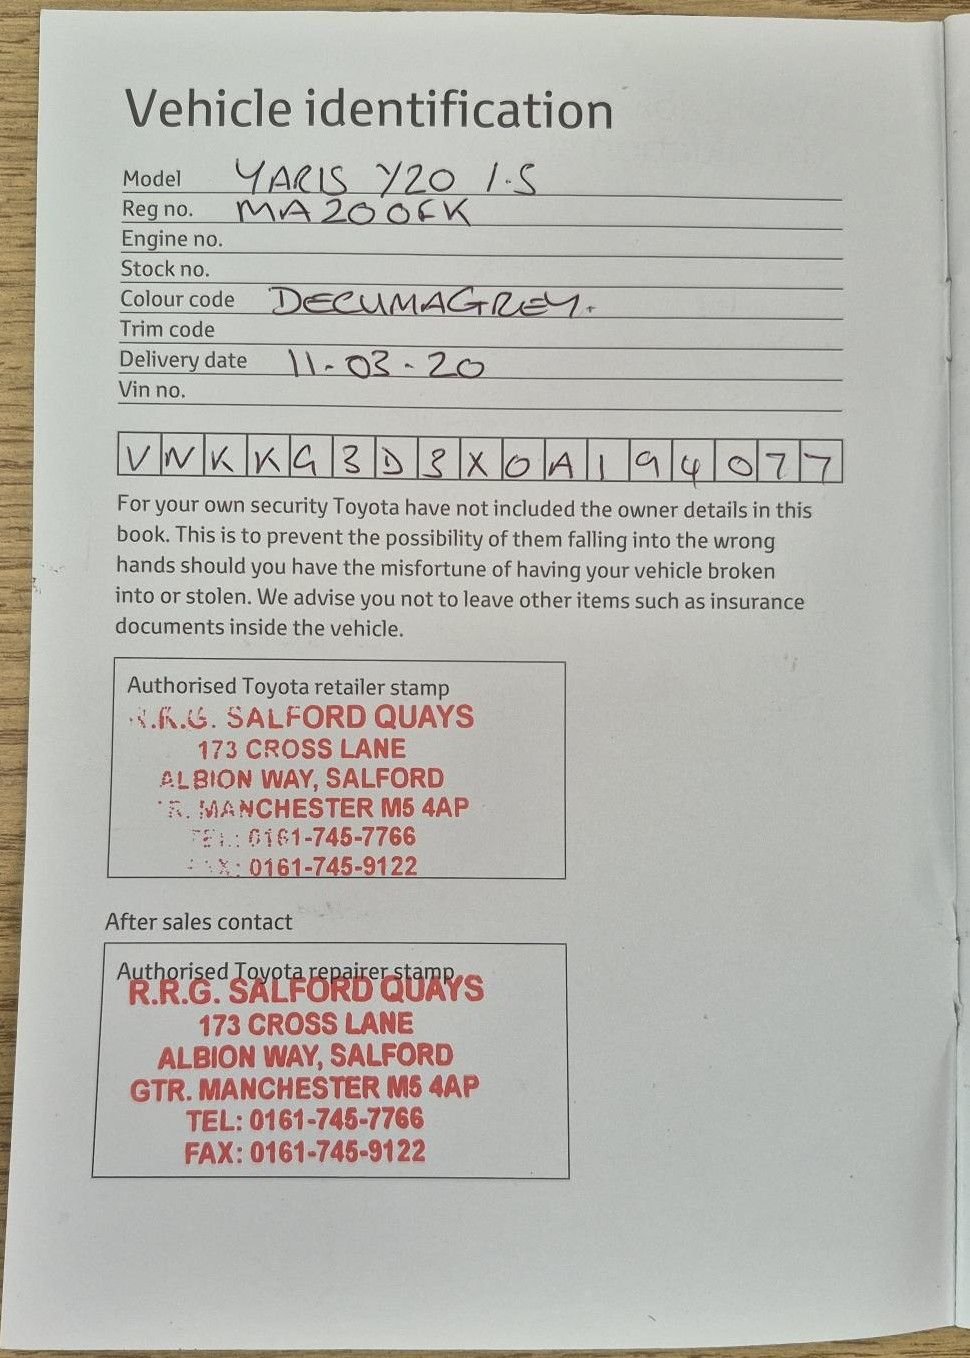 Vehicle identification
Model YARIS Y20 1.5
Reg no. MA20OFK
Engine no.
Stock no.
Colour code DECUMAGREY.
Trim code
Delivery date 11-03-20
Vin no.
VNKKG3D3X0A194077
For your own security Toyota have not included the owner details in this
book. This is to prevent the possibility of them falling into the wrong
hands should you have the misfortune of having your vehicle broken
into or stolen. We advise you not to leave other items such as insurance
documents inside the vehicle.
Authorised Toyota retailer stamp
R.R.G. SALFORD QUAYS
173 CROSS LANE
ALBION WAY, SALFORD
GTR. MANCHESTER M5 4AP
TEL: 0161-745-7766
FAX: 0161-745-9122
After sales contact
Authorised Toyota repairer stamp
R.R.G. SALFORD QUAYS
173 CROSS LANE
ALBION WAY, SALFORD
GTR. MANCHESTER M5 4AP
TEL: 0161-745-7766
FAX: 0161-745-9122